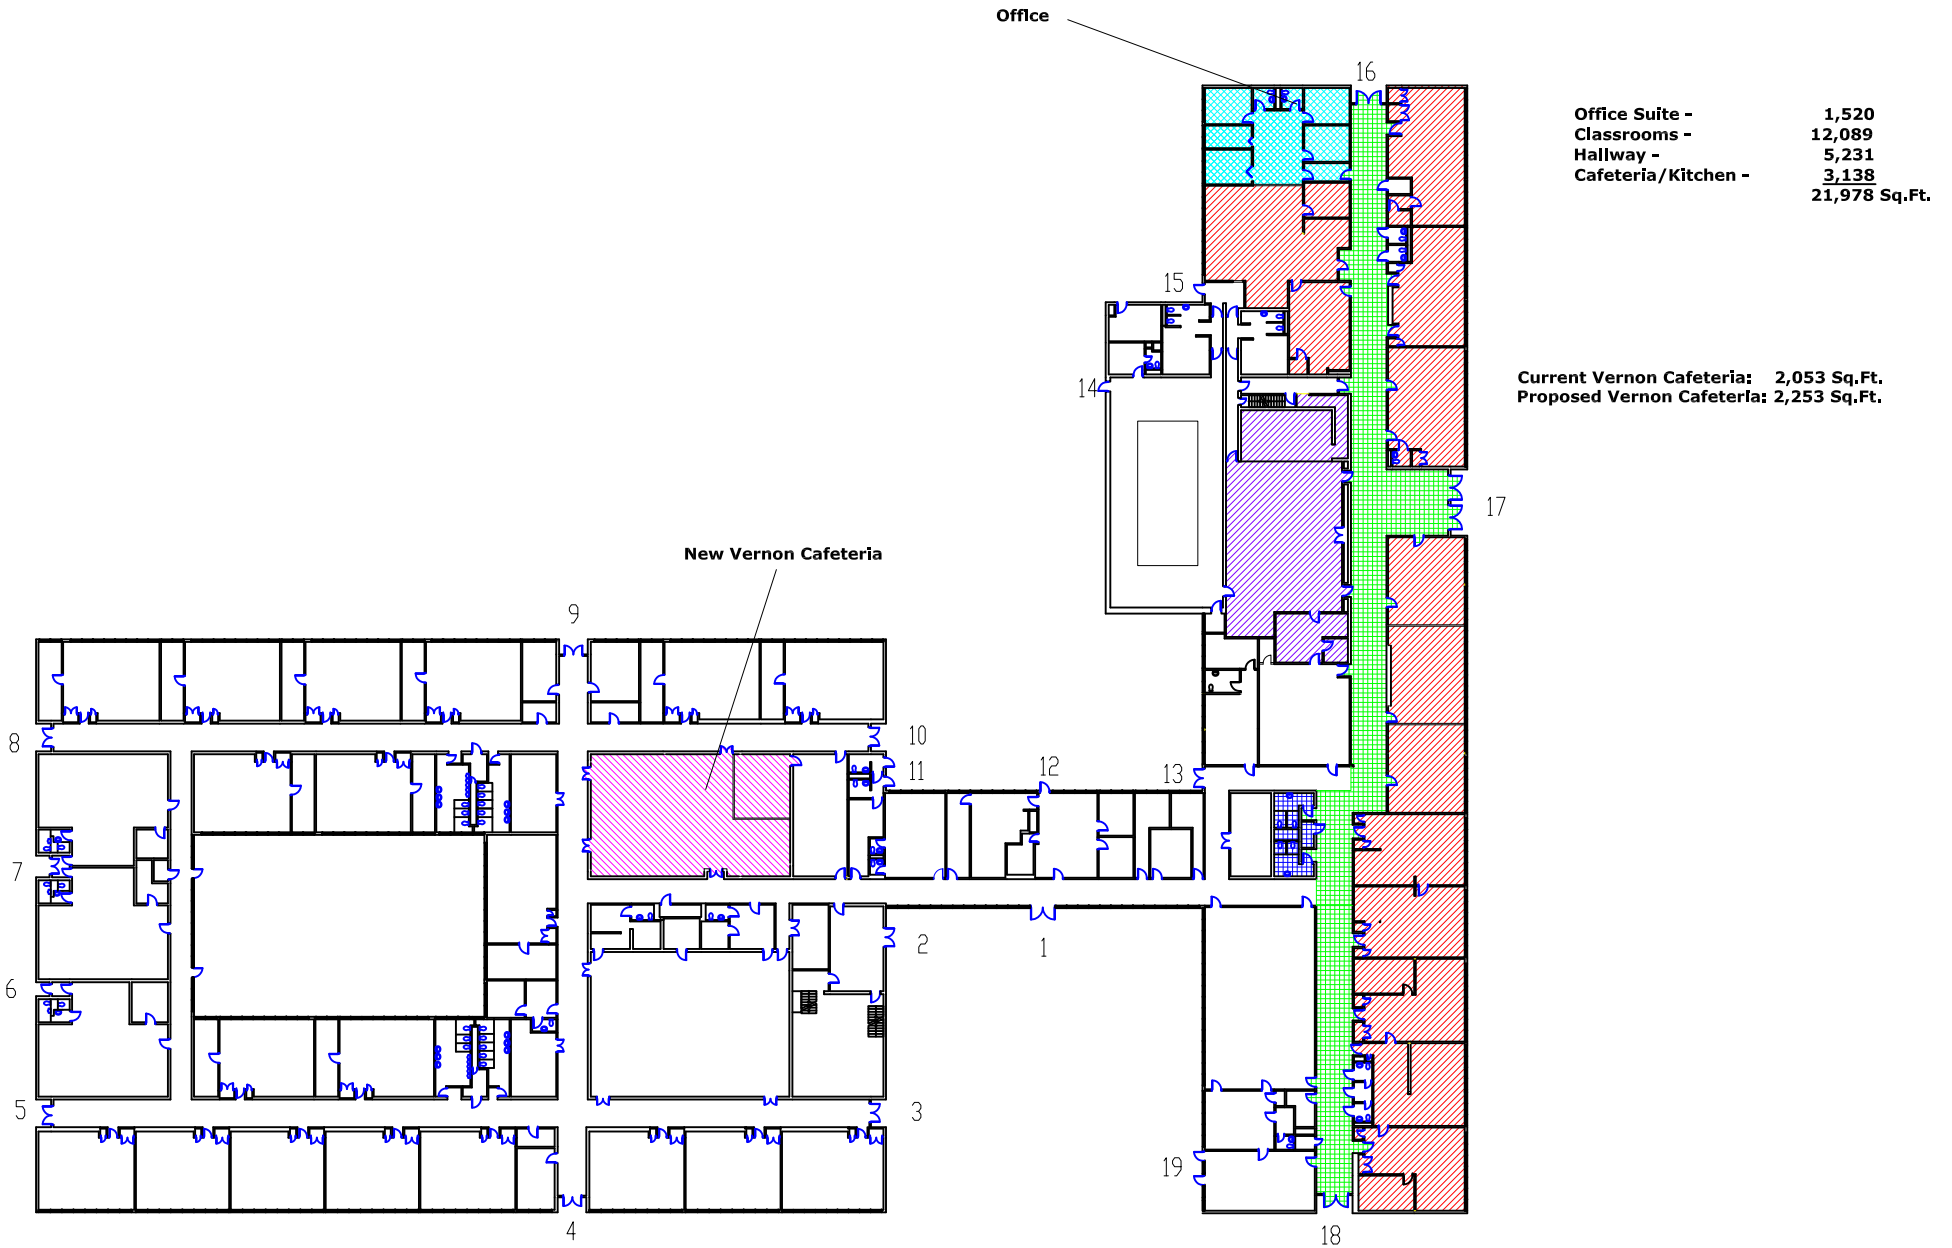 Office
16
Office Suite - 1,520
Classrooms - 12,089
Hallway - 5,231
Cafeteria/Kitchen - 3,138
21,978 Sq.Ft.
15
14
Current Vernon Cafeteria: 2,053 Sq.Ft.
Proposed Vernon Cafeteria: 2,253 Sq.Ft.
17
New Vernon Cafeteria
9
8
10
11
12
13
7
2
1
6
5
3
19
4
18